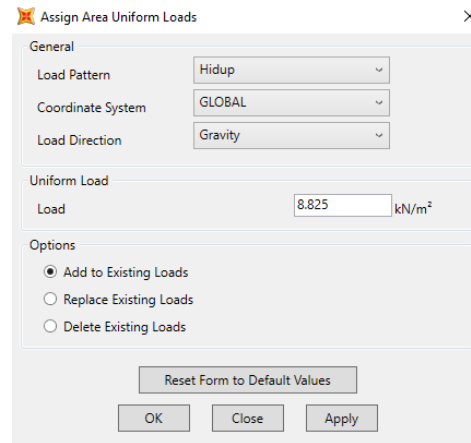 Assign Area Uniform Loads
General
Load Pattern Hidup
Coordinate System GLOBAL
Load Direction Gravity
Uniform Load
Load 8.825 kN/m²
Options
Add to Existing Loads
Replace Existing Loads
Delete Existing Loads
Reset Form to Default Values
OK Close Apply